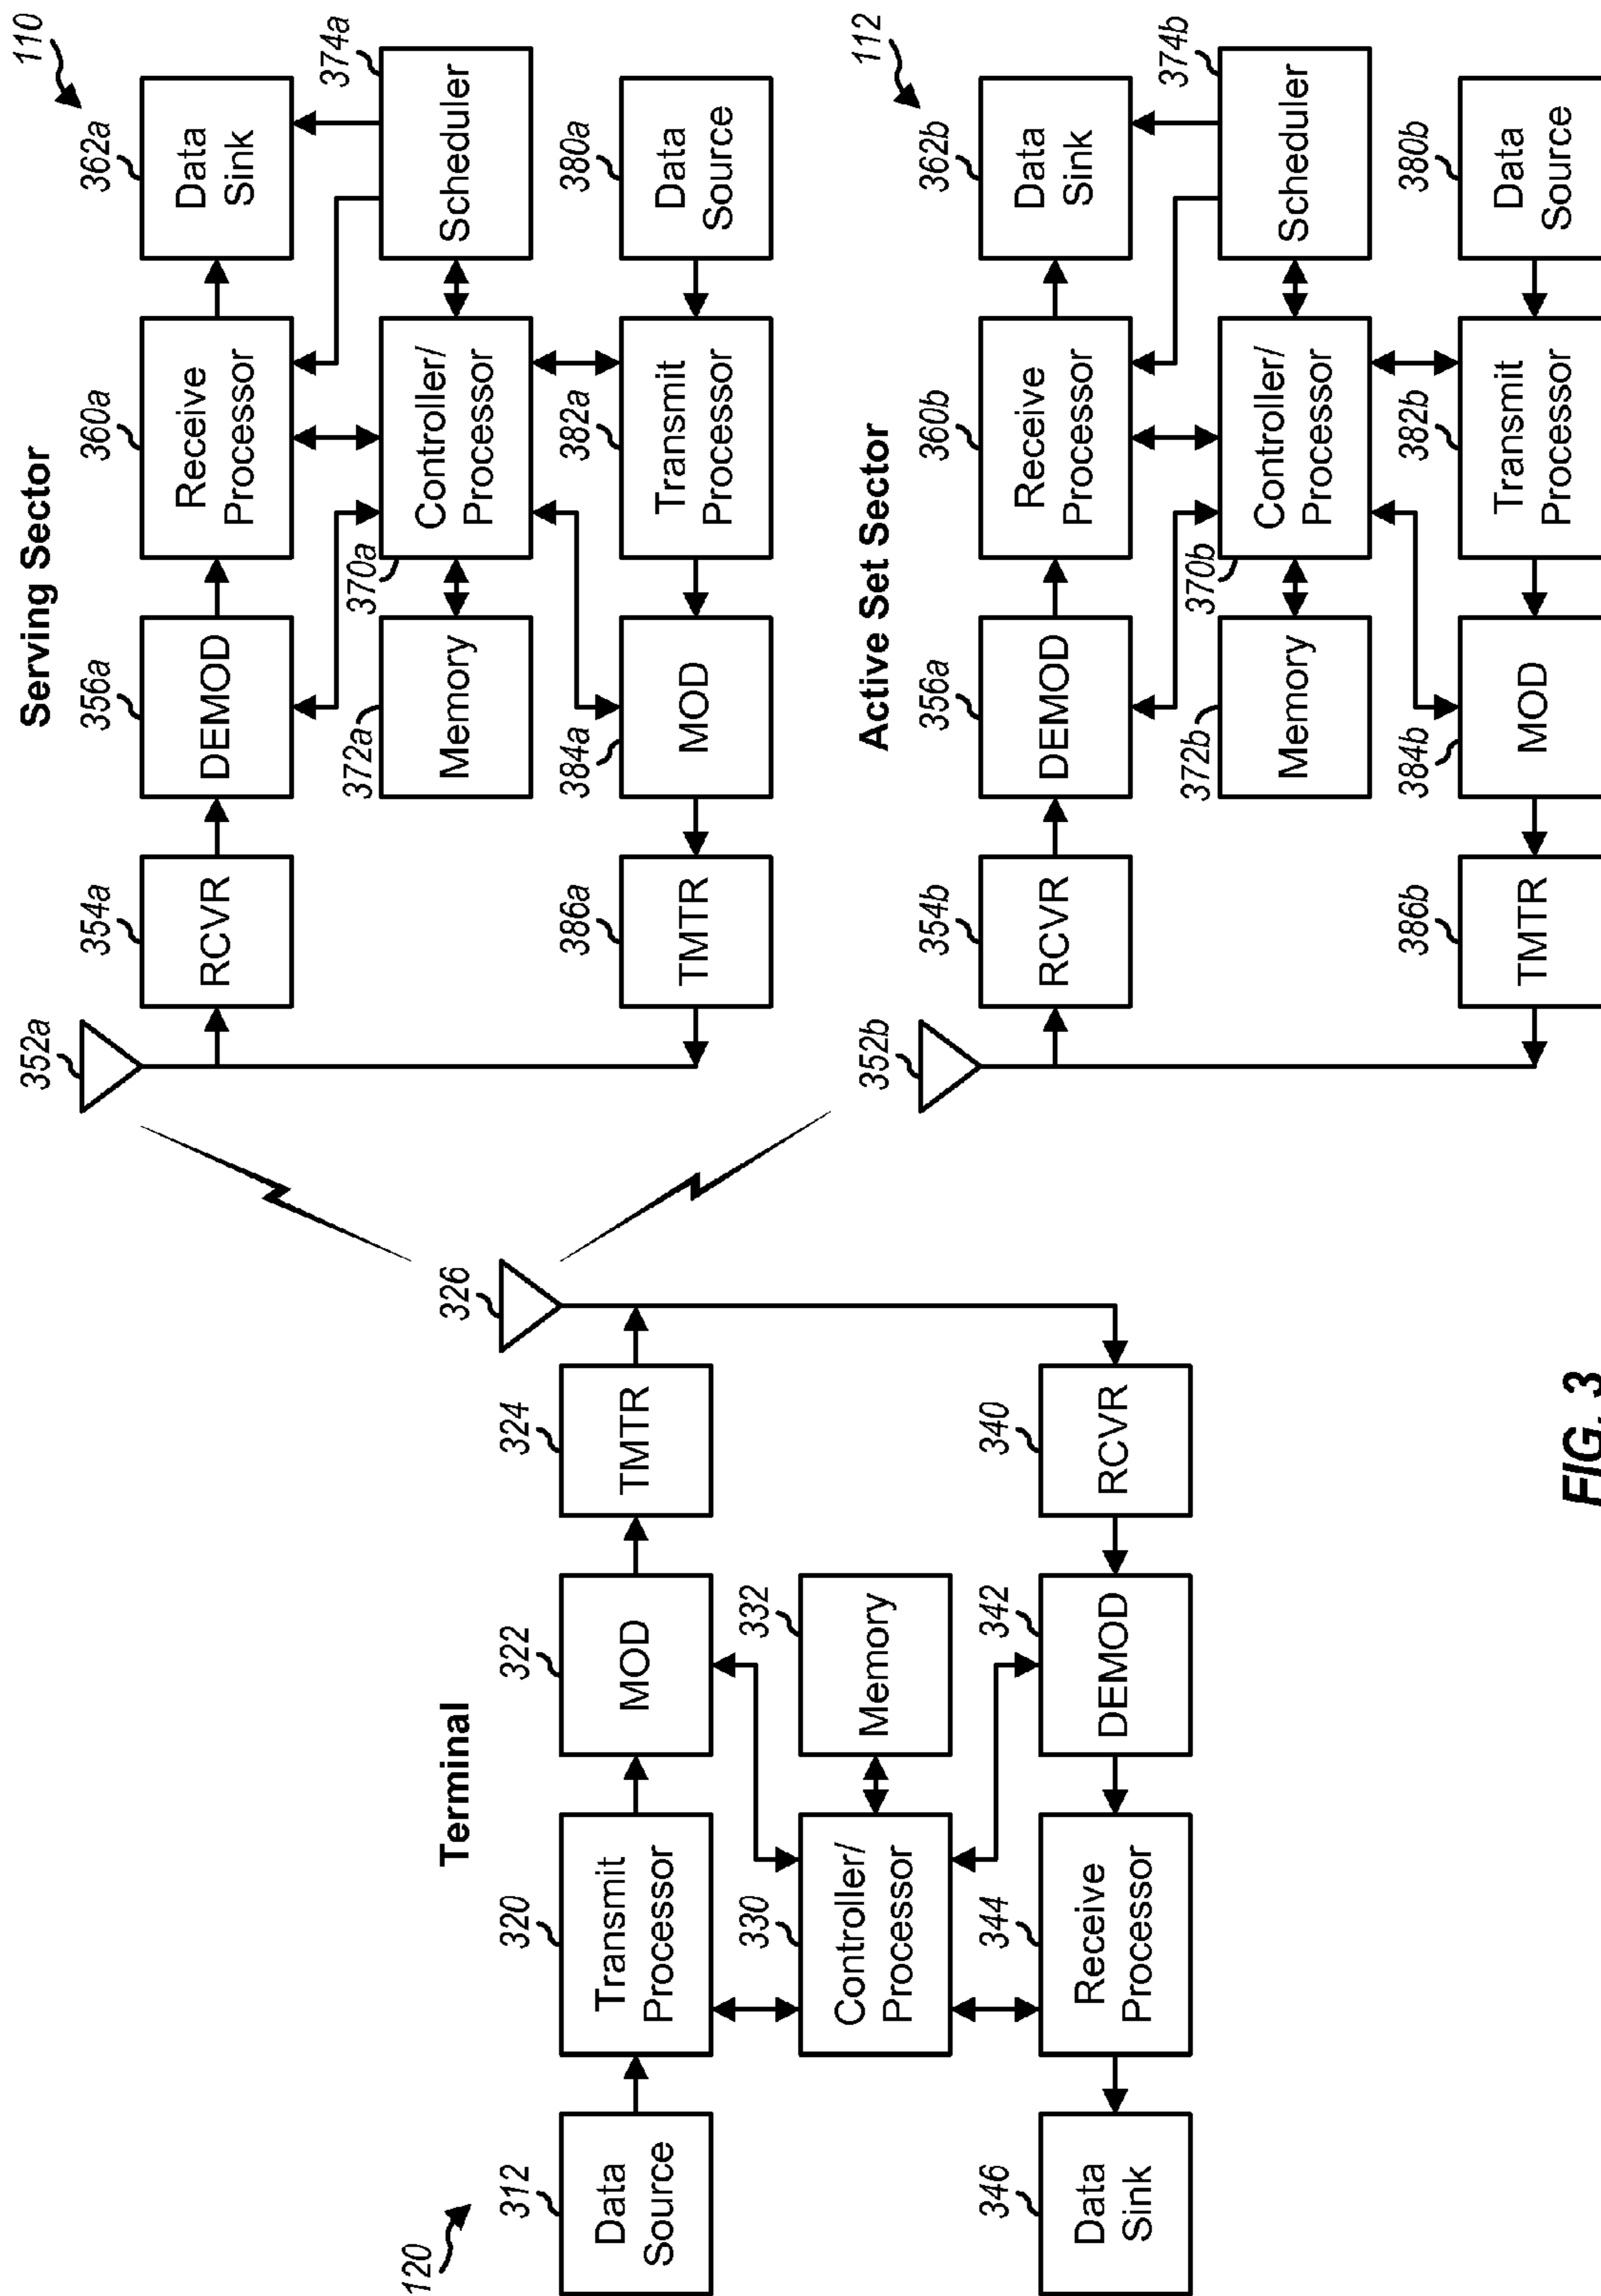 120
Terminal
312
Data
Source
320
Transmit
Processor
322
MOD
324
TMTR
326
330
Controller/
Processor
332
Memory
346
Data
Sink
344
Receive
Processor
342
DEMOD
340
RCVR
Serving Sector
110
352a
354a
RCVR
356a
DEMOD
360a
Receive
Processor
362a
Data
Sink
372a
Memory
370a
Controller/
Processor
374a
Scheduler
386a
TMTR
384a
MOD
382a
Transmit
Processor
380a
Data
Source
Active Set Sector
112
352b
354b
RCVR
356a
DEMOD
360b
Receive
Processor
362b
Data
Sink
372b
Memory
370b
Controller/
Processor
374b
Scheduler
386b
TMTR
384b
MOD
382b
Transmit
Processor
380b
Data
Source
FIG. 3